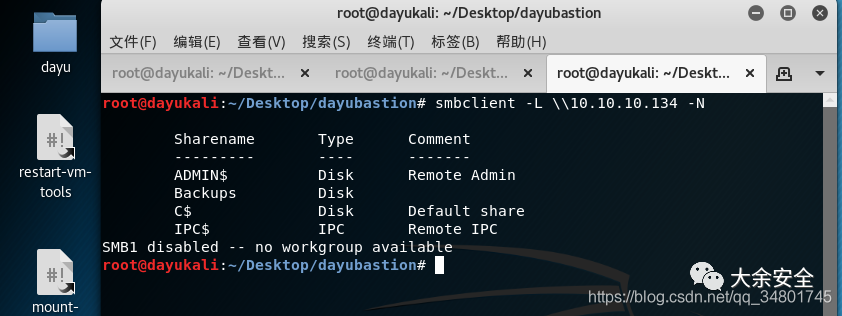 root@dayukali: ~/Desktop/dayubastion
文件(F) 编辑(E) 查看(V) 搜索(S) 终端(T) 标签(B) 帮助(H)
root@dayukali: ~/Deskt... × root@dayukali: ~/Deskt... × root@dayukali: ~/Deskt... ×
root@dayukali:~/Desktop/dayubastion# smbclient -L \\10.10.10.134 -N
Sharename Type Comment
--------- ---- -------
ADMIN$ Disk Remote Admin
Backups Disk
C$ Disk Default share
IPC$ IPC Remote IPC
SMB1 disabled -- no workgroup available
root@dayukali:~/Desktop/dayubastion#
dayu
#!
restart-vm-
tools
#!
mount-
大余安全
https://blog.csdn.net/qq_34801745